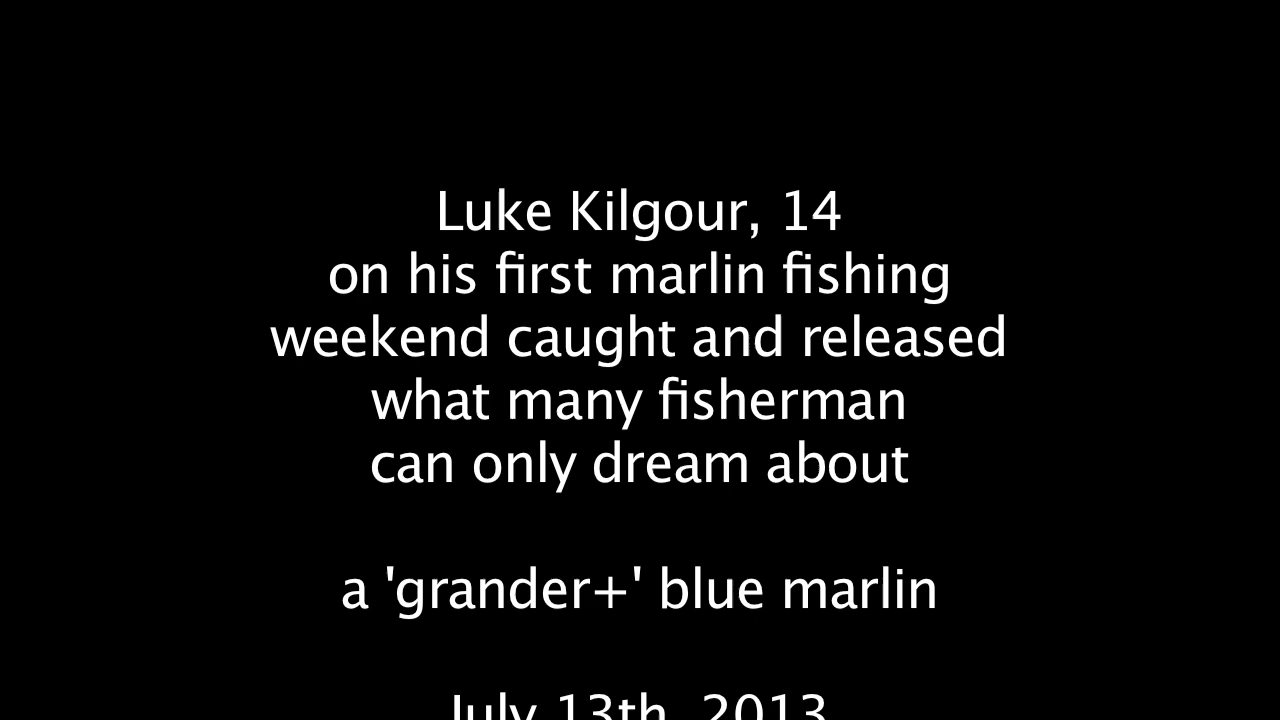 Luke Kilgour, 14
on his first marlin fishing
weekend caught and released
what many fisherman
can only dream about
a 'grander+' blue marlin
July 13th, 2013